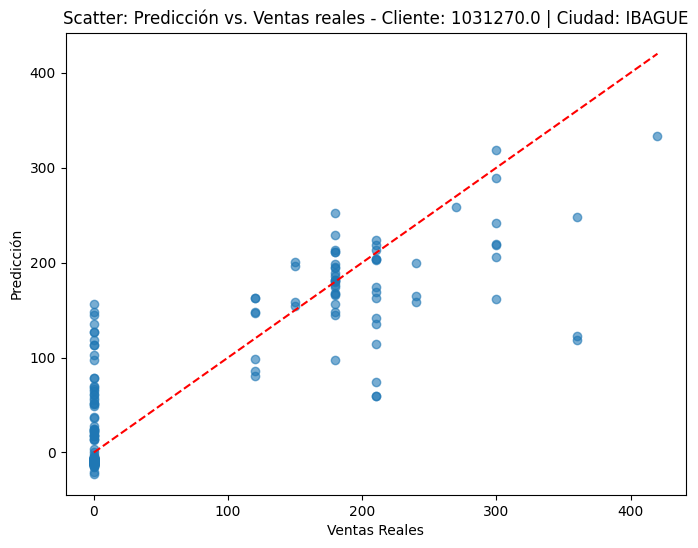 Scatter: Predicción vs. Ventas reales - Cliente: 1031270.0 | Ciudad: IBAGUE
400
300
200
100
0
Predicción
0 100 200 300 400
Ventas Reales